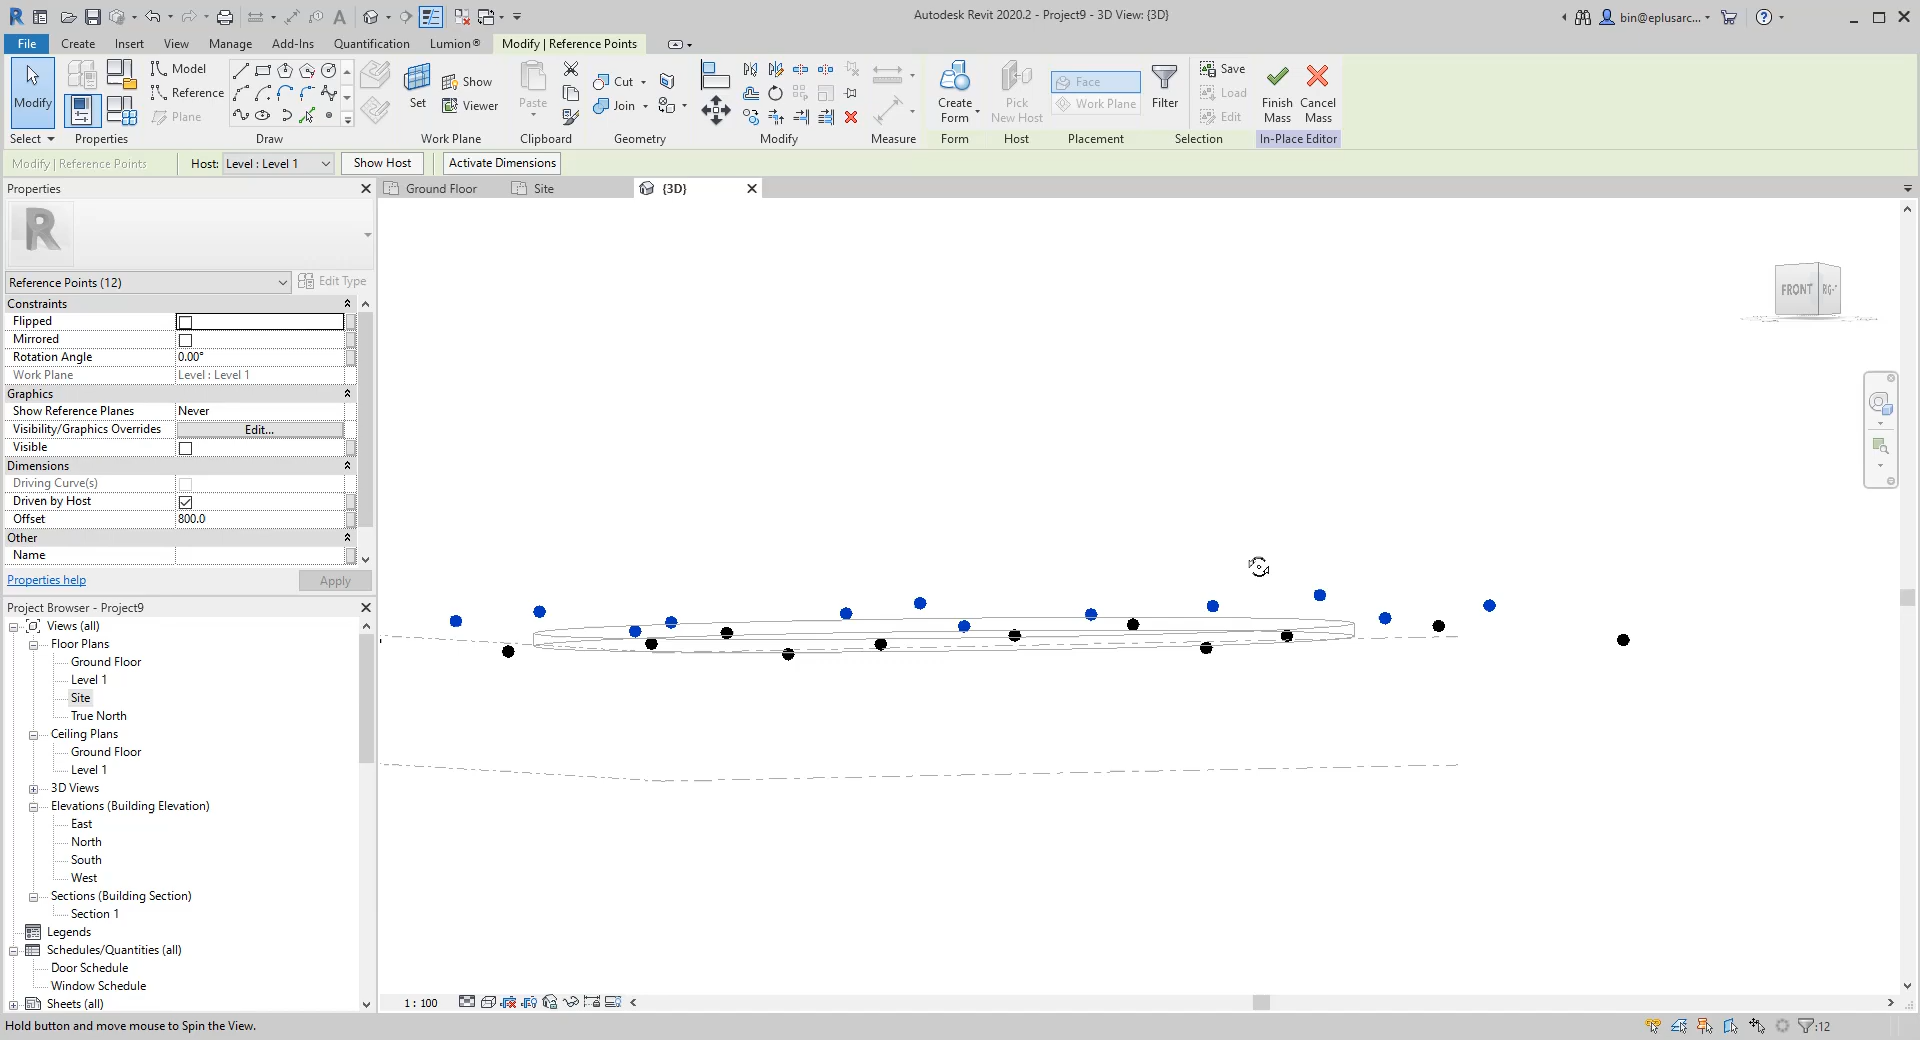 Autodesk Revit 2020.2 - Project9 - 3D View: {3D}
bin@eplusarc...
File Create Insert View Manage Add-Ins Quantification Lumion® Modify | Reference Points
Modify
Select
Properties
Model
Reference
Plane
Draw
Set
Show
Viewer
Work Plane
Paste
Clipboard
Cut
Join
Geometry
Modify
Measure
Create Form
Form
Pick New Host
Host
Face
Work Plane
Placement
Filter
Save
Load
Edit
Selection
Finish Mass
Cancel Mass
In-Place Editor
Modify | Reference Points
Host: Level : Level 1
Show Host
Activate Dimensions
Properties
Ground Floor
Site
{3D}
R
Reference Points (12)
Edit Type
Constraints
Flipped
Mirrored
Rotation Angle 0.00°
Work Plane Level : Level 1
Graphics
Show Reference Planes Never
Visibility/Graphics Overrides Edit...
Visible
Dimensions
Driving Curve(s)
Driven by Host
Offset 800.0
Other
Name
Properties help
Apply
Project Browser - Project9
Views (all)
Floor Plans
Ground Floor
Level 1
Site
True North
Ceiling Plans
Ground Floor
Level 1
3D Views
Elevations (Building Elevation)
East
North
South
West
Sections (Building Section)
Section 1
Legends
Schedules/Quantities (all)
Door Schedule
Window Schedule
Sheets (all)
FRONT
1 : 100
Hold button and move mouse to Spin the View.
:12